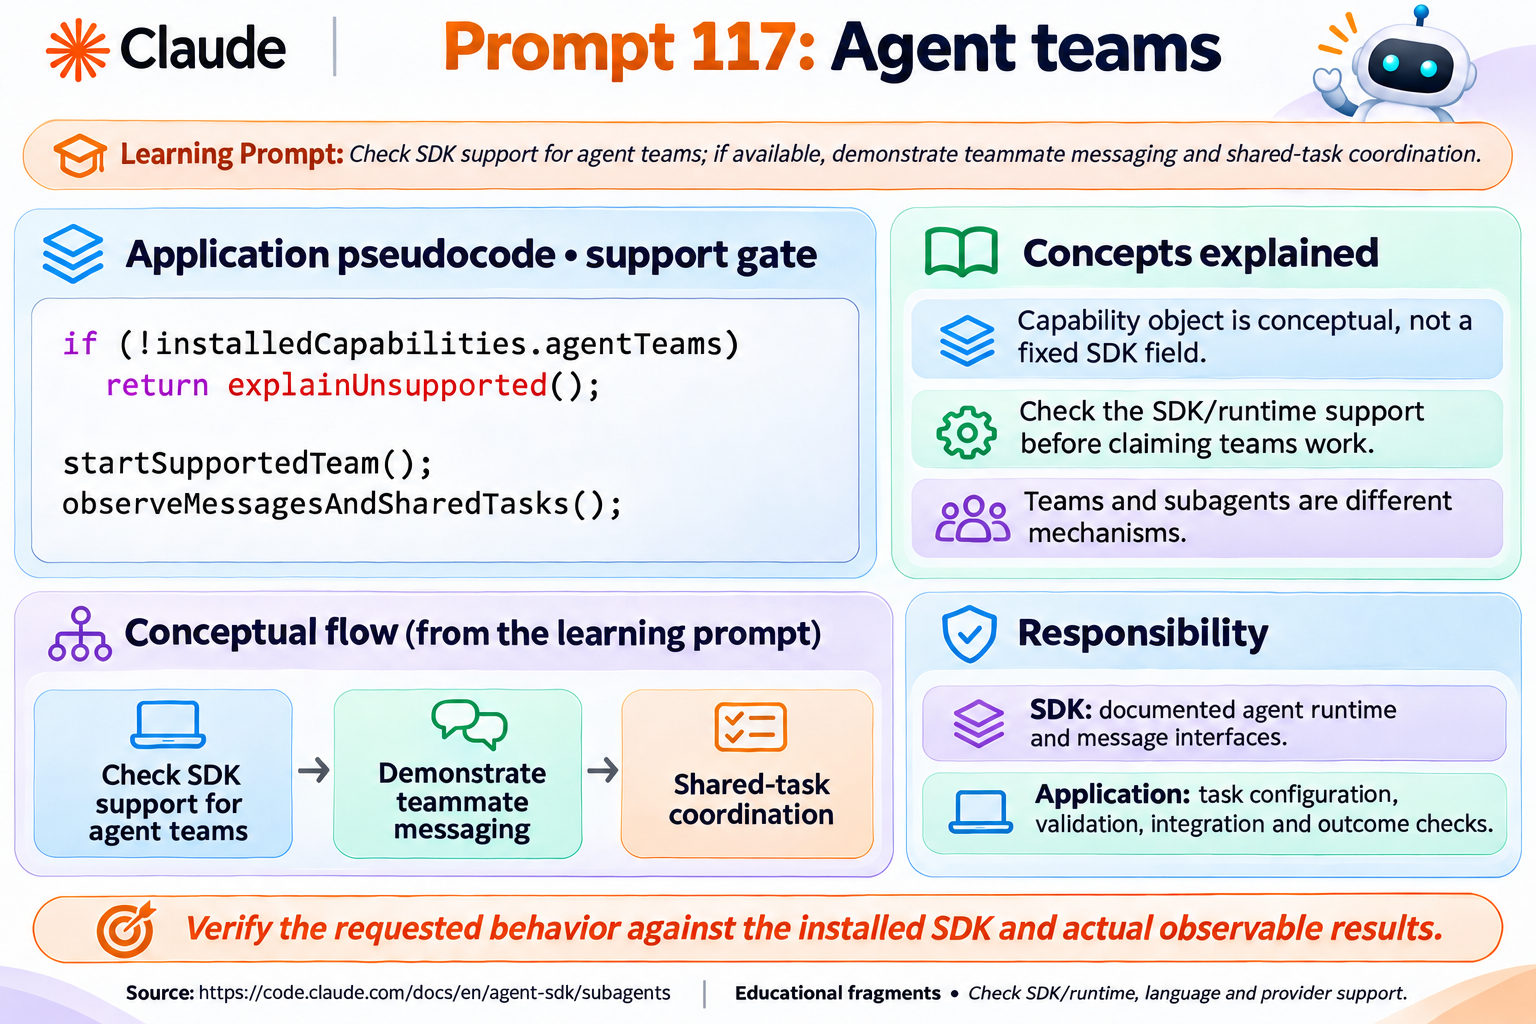 Claude
Prompt 117: Agent teams
Learning Prompt: Check SDK support for agent teams; if available, demonstrate teammate messaging and shared-task coordination.
Application pseudocode • support gate
if (!installedCapabilities.agentTeams)
return explainUnsupported();
startSupportedTeam();
observeMessagesAndSharedTasks();
Concepts explained
Capability object is conceptual, not a
fixed SDK field.
Check the SDK/runtime support
before claiming teams work.
Teams and subagents are different
mechanisms.
Conceptual flow (from the learning prompt)
Check SDK
support for
agent teams
Demonstrate
teammate
messaging
Shared-task
coordination
Responsibility
SDK: documented agent runtime
and message interfaces.
Application: task configuration,
validation, integration and outcome checks.
Verify the requested behavior against the installed SDK and actual observable results.
Source: https://code.claude.com/docs/en/agent-sdk/subagents
Educational fragments • Check SDK/runtime, language and provider support.